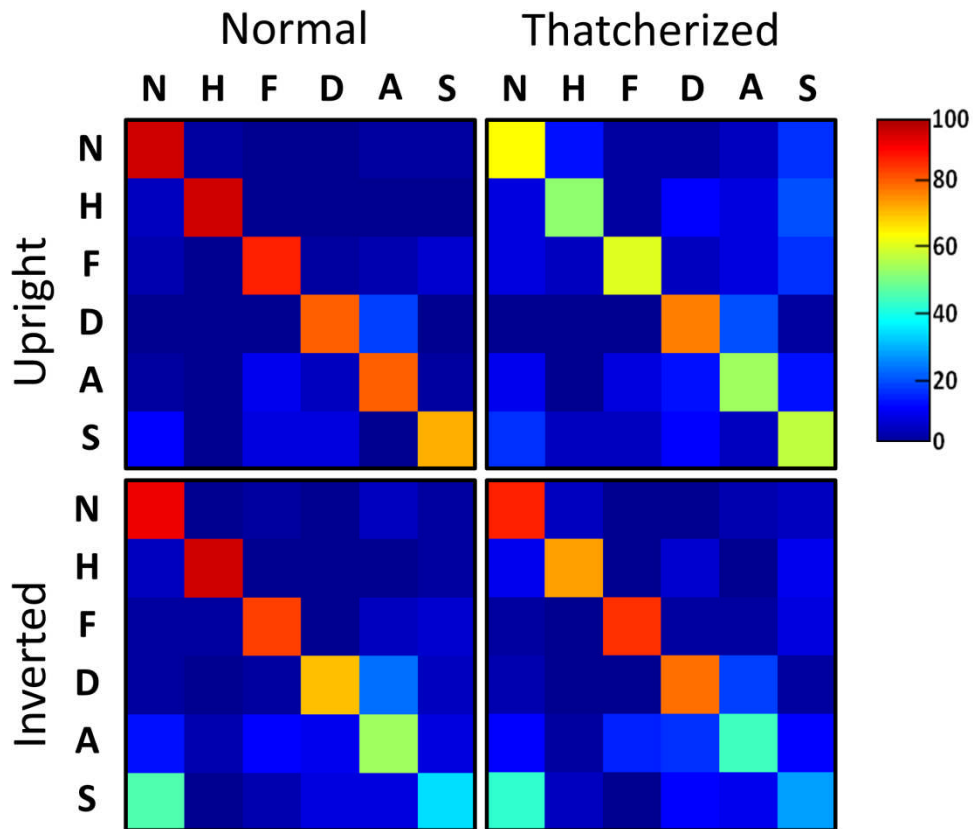 Normal Thatcherized
N H F D A S N H F D A S
Upright
N
H
F
D
A
S
100
80
60
40
20
0
Inverted
N
H
F
D
A
S